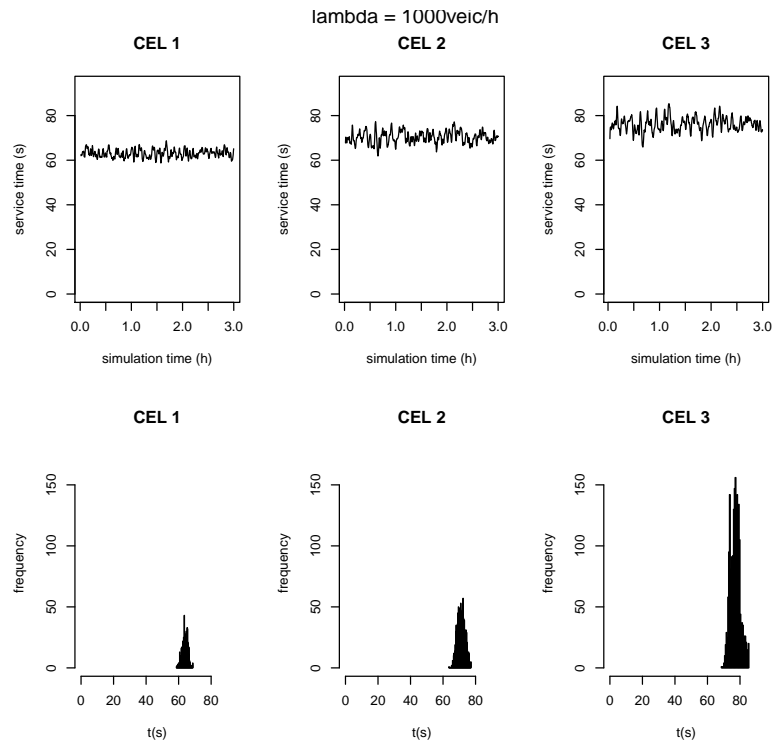 lambda = 1000veic/h
CEL 1
service time (s)
0 20 40 60 80
0.0 1.0 2.0 3.0
simulation time (h)
CEL 2
service time (s)
0 20 40 60 80
0.0 1.0 2.0 3.0
simulation time (h)
CEL 3
service time (s)
0 20 40 60 80
0.0 1.0 2.0 3.0
simulation time (h)
CEL 1
frequency
0 50 100 150
0 20 40 60 80
t(s)
CEL 2
frequency
0 50 100 150
0 20 40 60 80
t(s)
CEL 3
frequency
0 50 100 150
0 20 40 60 80
t(s)